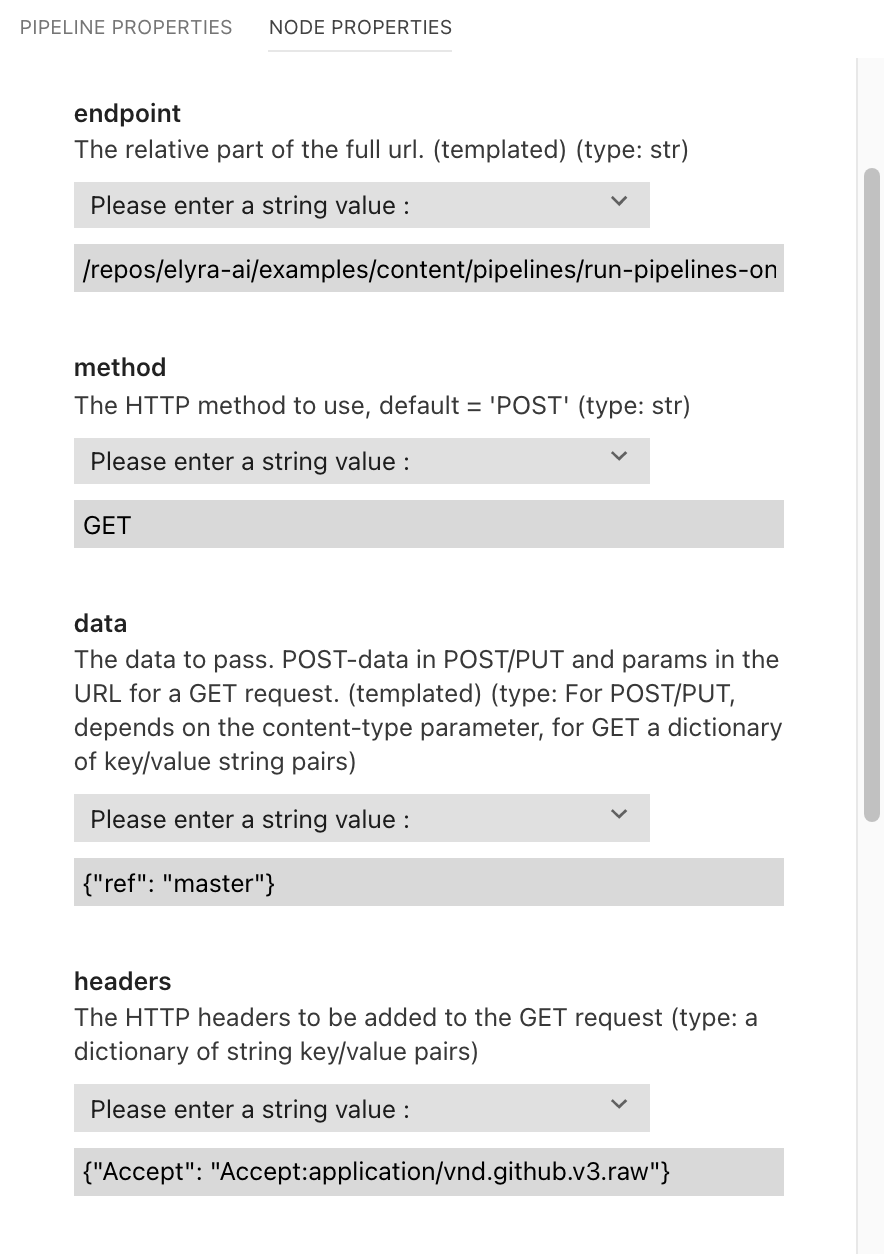 PIPELINE PROPERTIES NODE PROPERTIES
endpoint
The relative part of the full url. (templated) (type: str)
Please enter a string value :
/repos/elyra-ai/examples/content/pipelines/run-pipelines-on
method
The HTTP method to use, default = 'POST' (type: str)
Please enter a string value :
GET
data
The data to pass. POST-data in POST/PUT and params in the
URL for a GET request. (templated) (type: For POST/PUT,
depends on the content-type parameter, for GET a dictionary
of key/value string pairs)
Please enter a string value :
{"ref": "master"}
headers
The HTTP headers to be added to the GET request (type: a
dictionary of string key/value pairs)
Please enter a string value :
{"Accept": "Accept:application/vnd.github.v3.raw"}